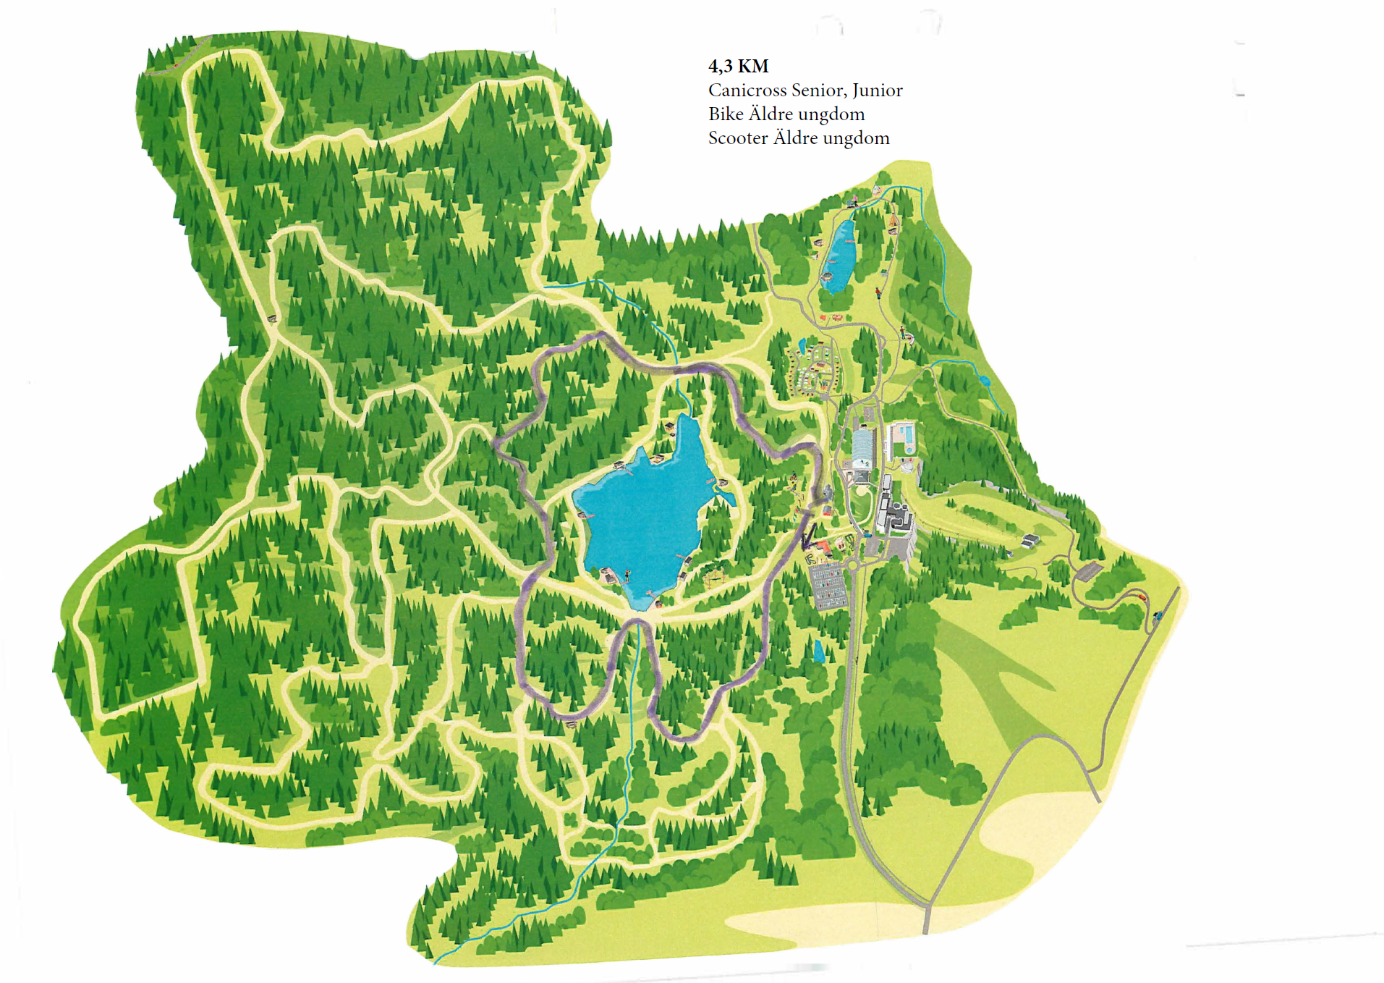 4,3 KM
Canicross Senior, Junior
Bike Äldre ungdom
Scooter Äldre ungdom